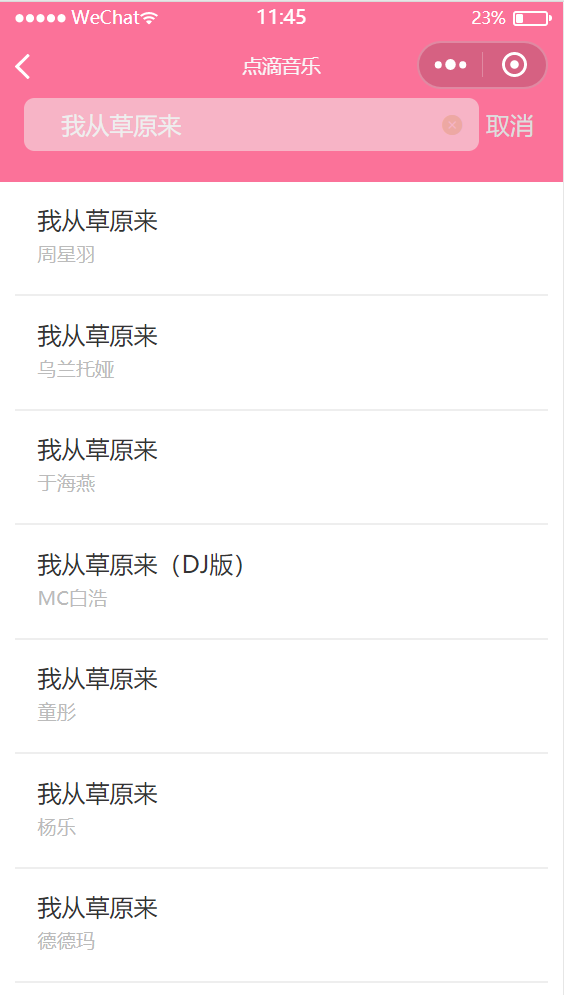 WeChat 11:45 23%
点滴音乐
我从草原来 取消
我从草原来
周星羽
我从草原来
乌兰托娅
我从草原来
于海燕
我从草原来（DJ版）
MC白浩
我从草原来
童彤
我从草原来
杨乐
我从草原来
德德玛